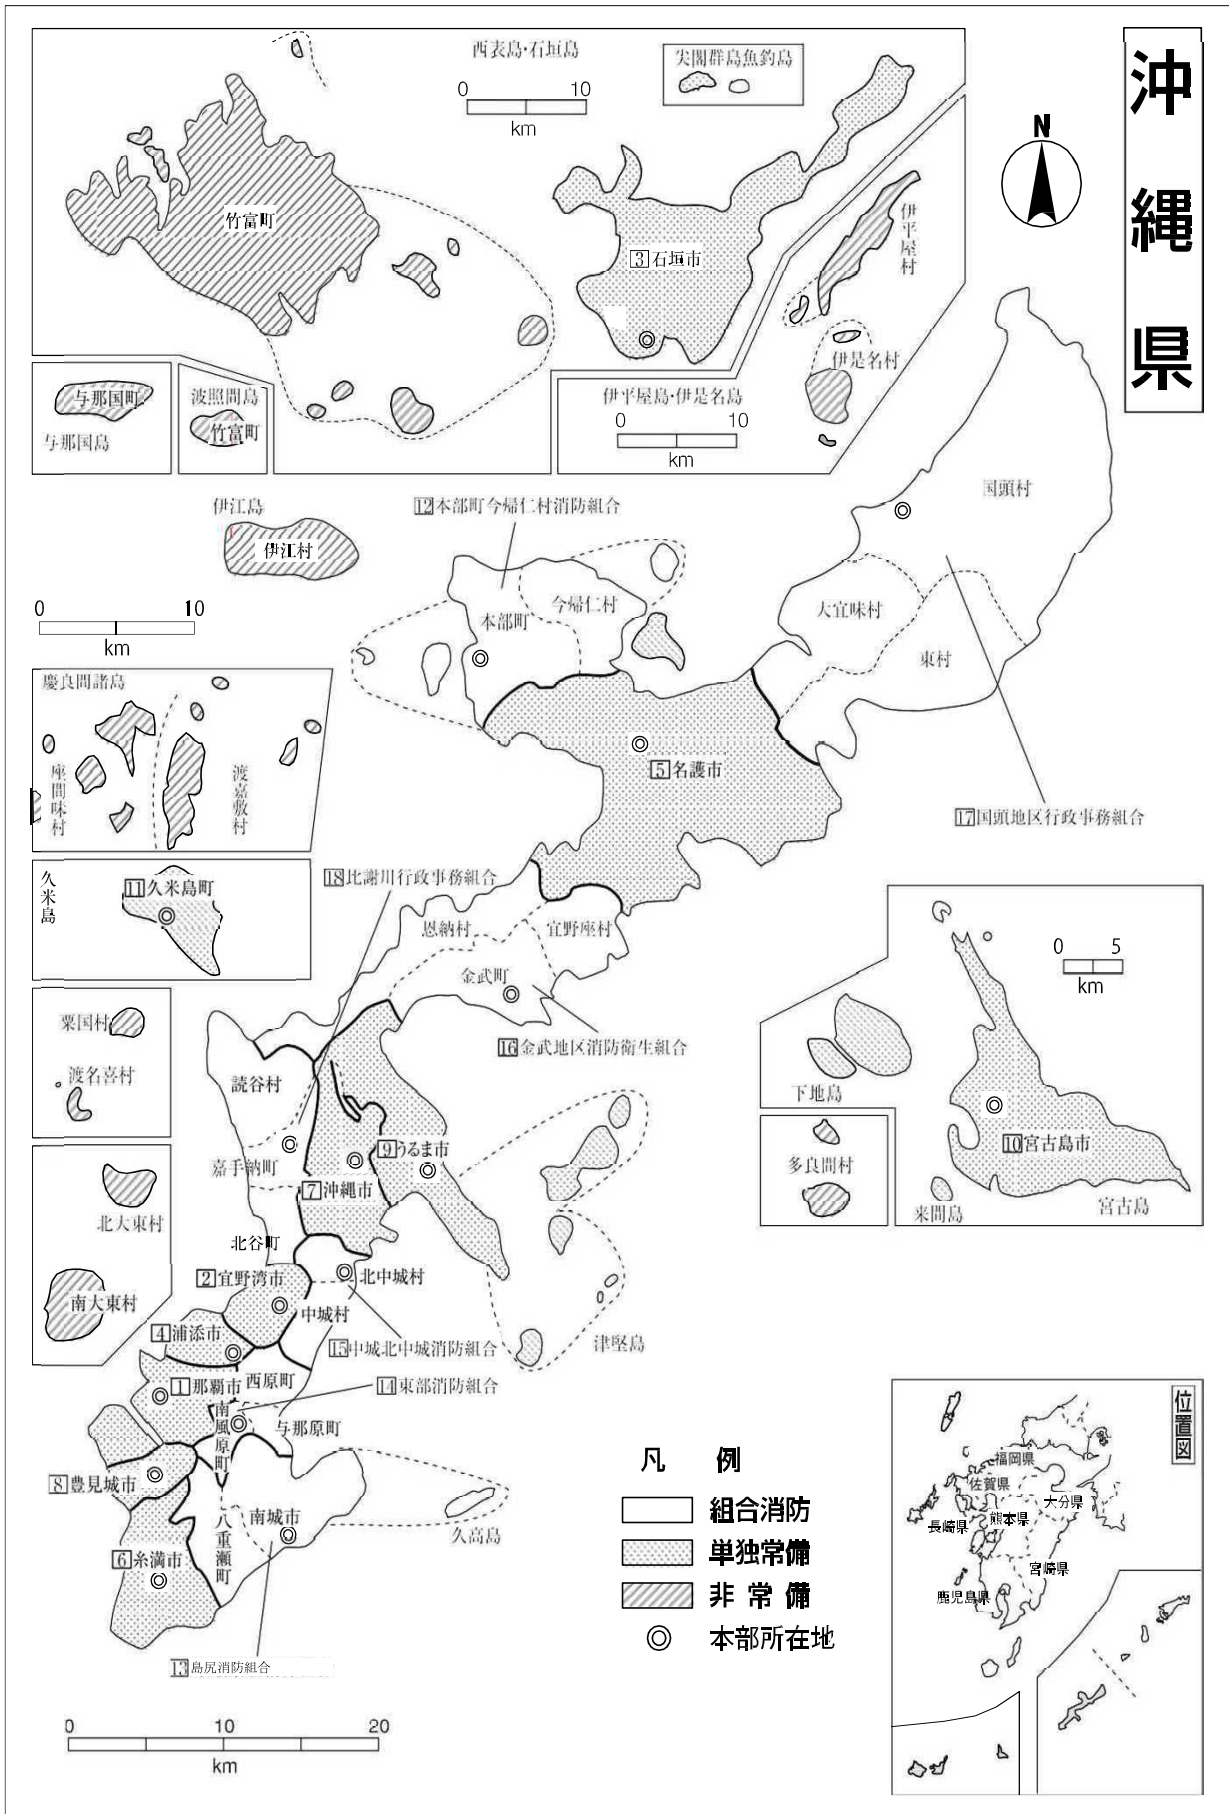 沖縄県
N
西表島・石垣島
0 10
km
尖閣群島魚釣島
竹富町
3石垣市
伊平屋村
伊是名村
伊平屋島・伊是名島
0 10
km
与那国町
与那国島
波照間島
竹富町
伊江島
伊江村
12本部町今帰仁村消防組合
今帰仁村
本部町
国頭村
大宜味村
東村
0 10
km
慶良間諸島
座間味村
渡嘉敷村
5名護市
17国頭地区行政事務組合
久米島
11久米島町
18比謝川行政事務組合
恩納村
宜野座村
金武町
16金武地区消防衛生組合
粟国村
渡名喜村
読谷村
嘉手納町
9うるま市
7沖縄市
北谷町
北大東村
南大東村
0 5
km
下地島
多良間村
10宮古島市
来間島
宮古島
2宜野湾市
北中城村
中城村
15中城北中城消防組合
4浦添市
津堅島
1那覇市
西原町
14東部消防組合
南風原町
与那原町
8豊見城市
八重瀬町
南城市
久高島
6糸満市
13島尻消防組合
凡例
組合消防
単独常備
非常備
本部所在地
0 10 20
km
位置図
福岡県
佐賀県
大分県
長崎県
熊本県
宮崎県
鹿児島県